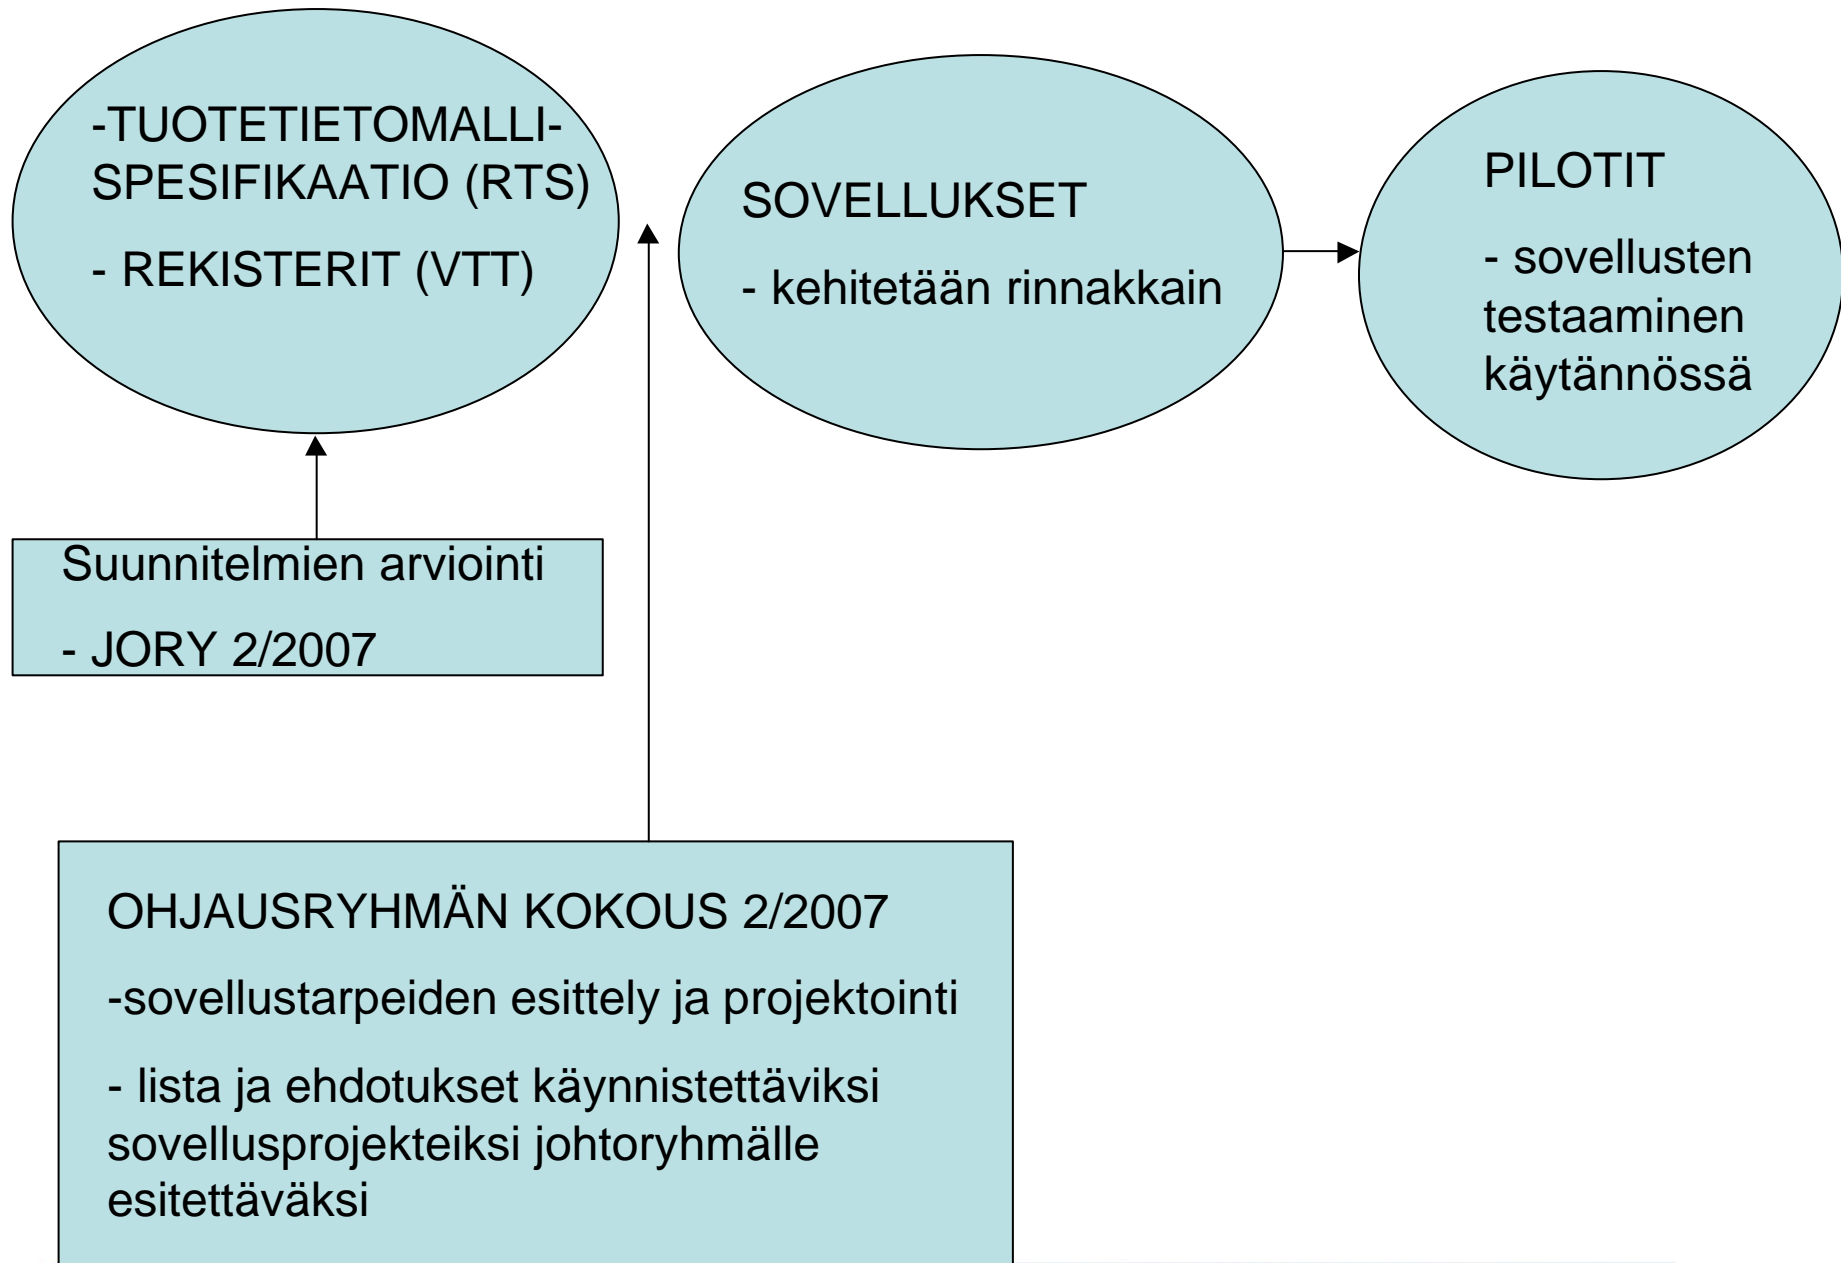 -TUOTETIETOMALLI-
SPESIFIKAATIO (RTS)
- REKISTERIT (VTT)
SOVELLUKSET
- kehitetään rinnakkain
PILOTIT
- sovellusten
testaaminen
käytännössä
Suunnitelmien arviointi
- JORY 2/2007
OHJAUSRYHMÄN KOKOUS 2/2007
-sovellustarpeiden esittely ja projektointi
- lista ja ehdotukset käynnistettäviksi
sovellusprojekteiksi johtoryhmälle
esitettäväksi